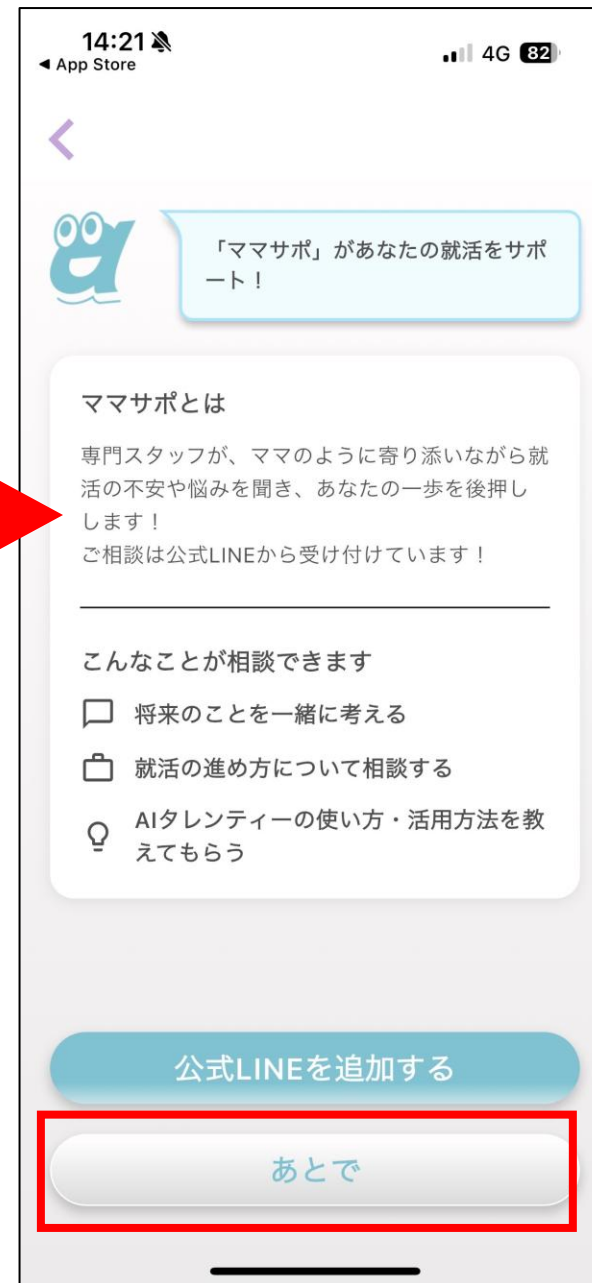 14:21
◀ App Store
4G 82
「ママサポ」があなたの就活をサポ
ート！
ママサポとは
専門スタッフが、ママのように寄り添いながら就
活の不安や悩みを聞き、あなたの一歩を後押し
します！
ご相談は公式LINEから受け付けています！
こんなことが相談できます
将来のことを一緒に考える
就活の進め方について相談する
AIタレンティーの使い方・活用方法を教
えてもらう
公式LINEを追加する
あとで